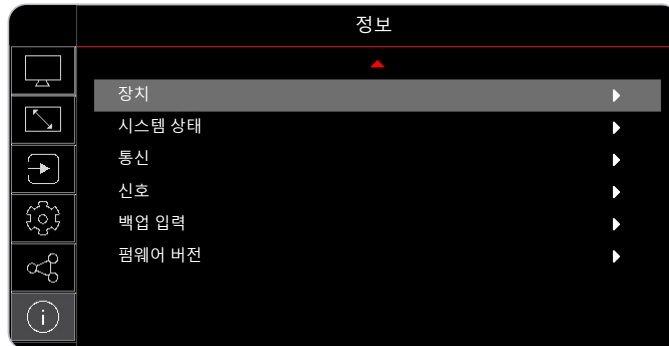 정보
장치
시스템 상태
통신
신호
백업 입력
펌웨어 버전